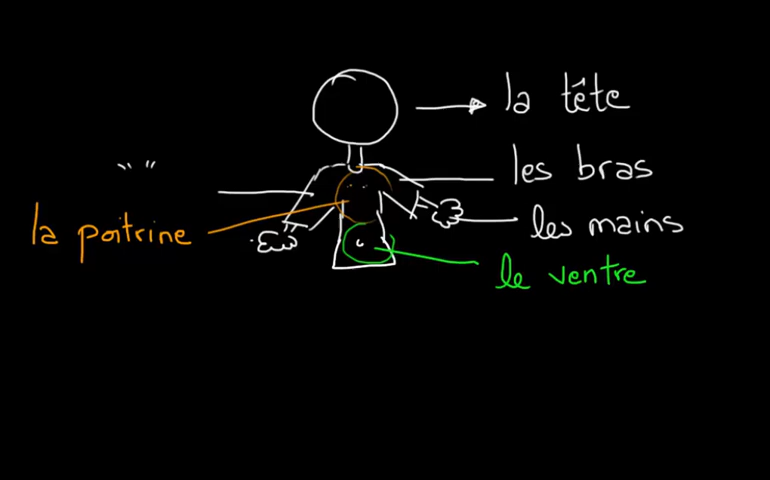 la tête
" "
les bras
la poitrine
les mains
le ventre